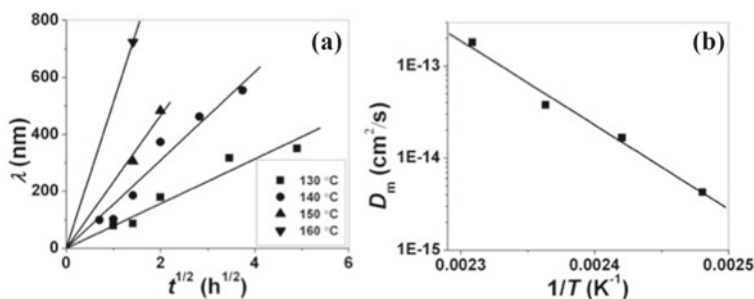 (a)
800
600
400
200
0
λ (nm)
0 2 4 6
t^{1/2} (h^{1/2})
130 °C
140 °C
150 °C
160 °C
(b)
1E-13
1E-14
1E-15
D_m (cm²/s)
0.0023 0.0024 0.0025
1/T (K⁻¹)